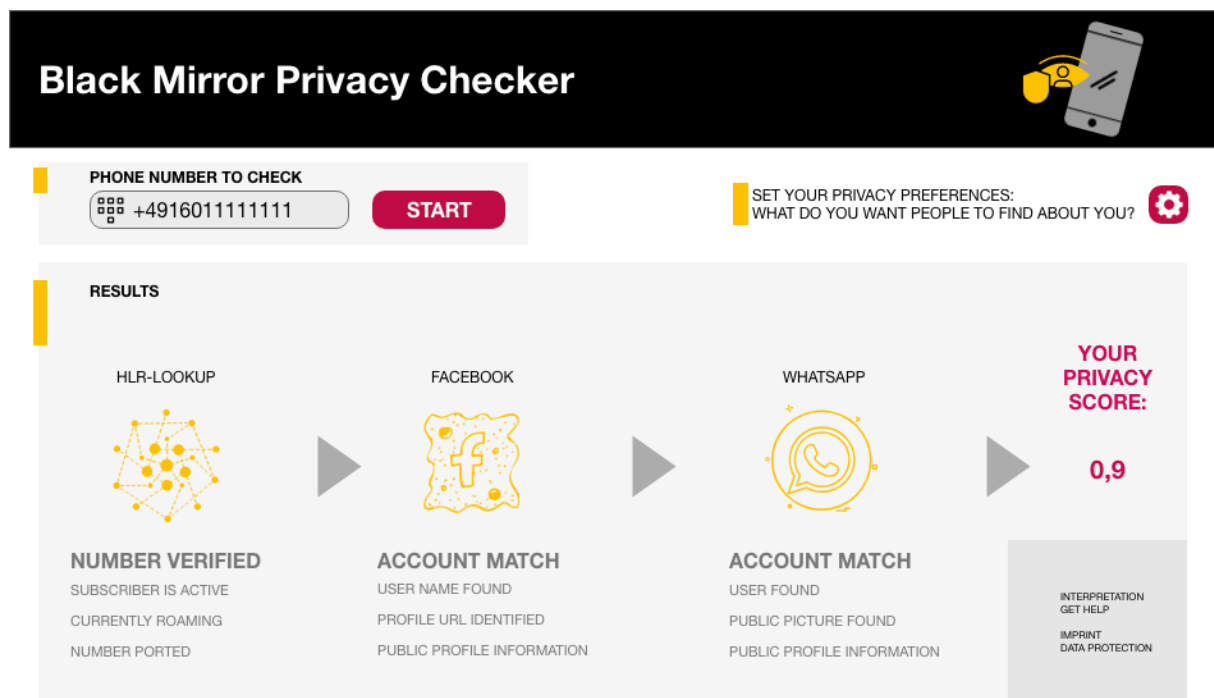 Black Mirror Privacy Checker
PHONE NUMBER TO CHECK
+4916011111111
START
SET YOUR PRIVACY PREFERENCES:
WHAT DO YOU WANT PEOPLE TO FIND ABOUT YOU?
RESULTS
HLR-LOOKUP
NUMBER VERIFIED
SUBSCRIBER IS ACTIVE
CURRENTLY ROAMING
NUMBER PORTED
FACEBOOK
f
ACCOUNT MATCH
USER NAME FOUND
PROFILE URL IDENTIFIED
PUBLIC PROFILE INFORMATION
WHATSAPP
ACCOUNT MATCH
USER FOUND
PUBLIC PICTURE FOUND
PUBLIC PROFILE INFORMATION
YOUR
PRIVACY
SCORE:
0,9
INTERPRETATION
GET HELP
IMPRINT
DATA PROTECTION